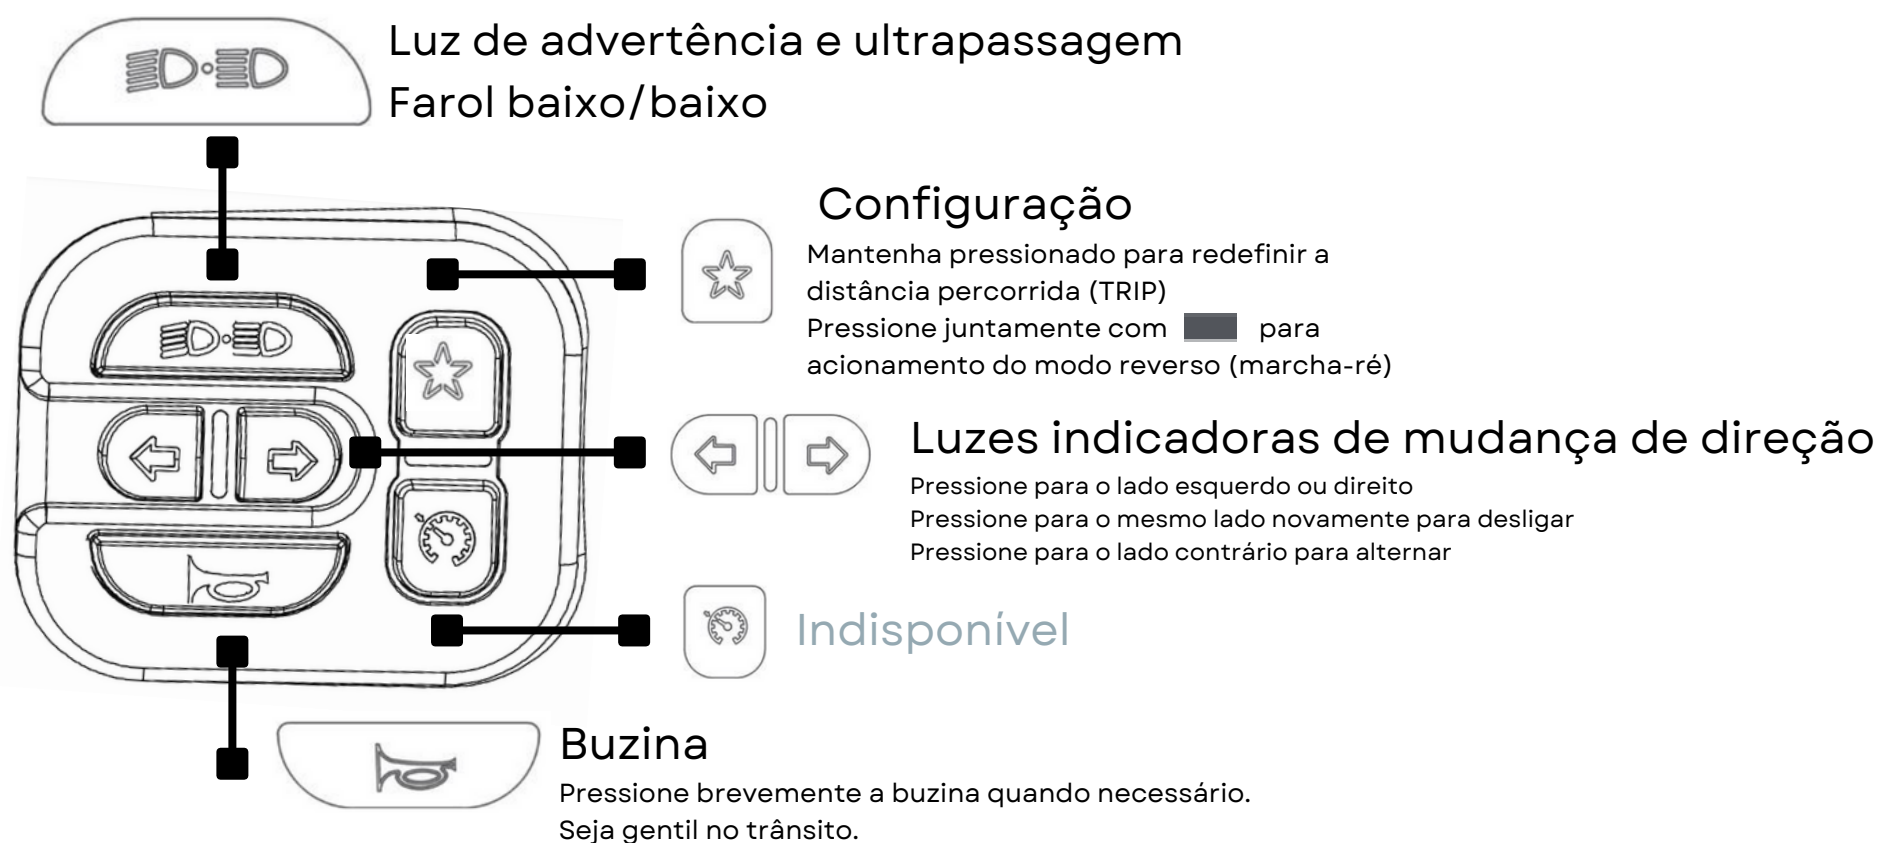 Luz de advertência e ultrapassagem
Farol baixo/baixo
Configuração
Mantenha pressionado para redefinir a
distância percorrida (TRIP)
Pressione juntamente com para
acionamento do modo reverso (marcha-ré)
Luzes indicadoras de mudança de direção
Pressione para o lado esquerdo ou direito
Pressione para o mesmo lado novamente para desligar
Pressione para o lado contrário para alternar
Indisponível
Buzina
Pressione brevemente a buzina quando necessário.
Seja gentil no trânsito.